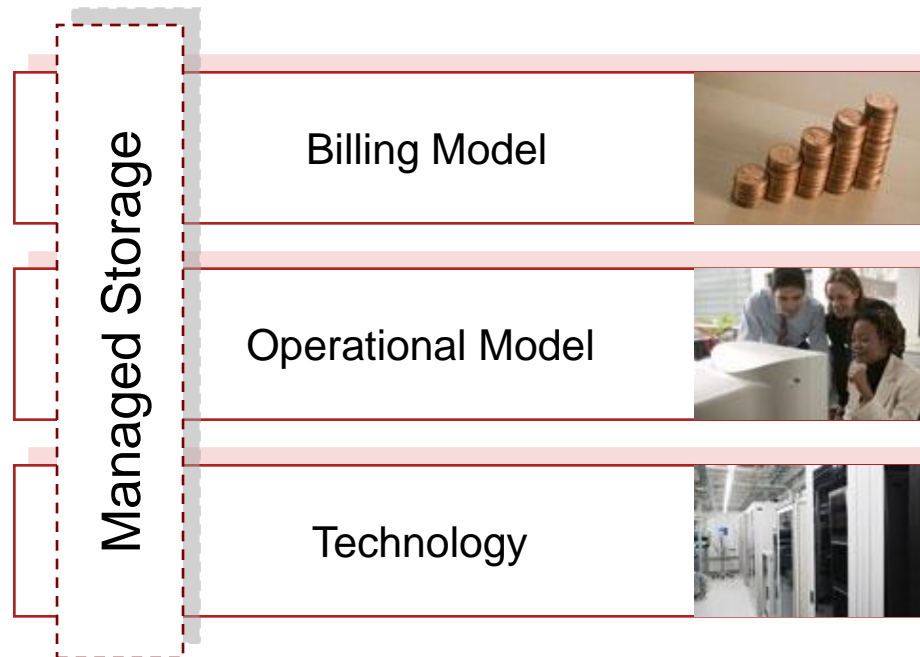 Managed Storage
Billing Model
Operational Model
Technology